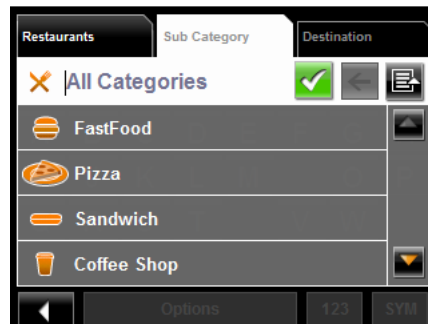 Restaurants Sub Category Destination
All Categories
FastFood
Pizza
Sandwich
Coffee Shop
Options 123 SYM